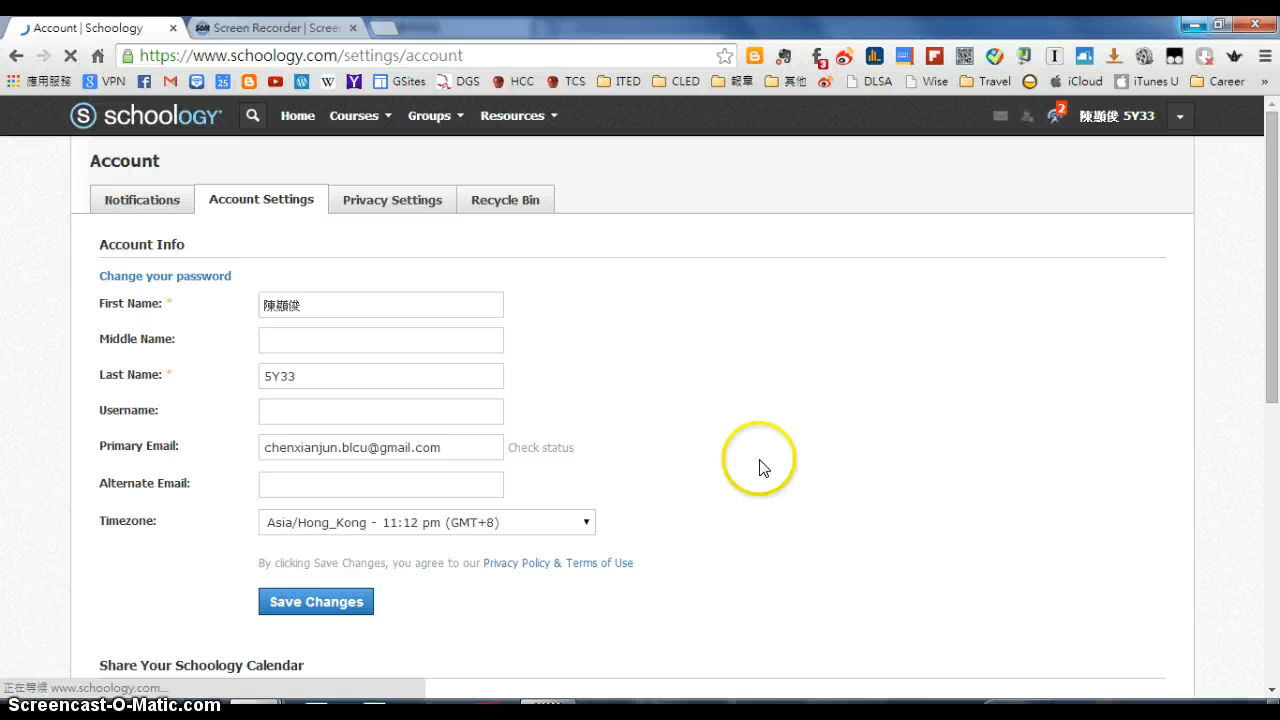 Account | Schoology
Screen Recorder | Scree
https://www.schoology.com/settings/account
應用服務 VPN GSites DGS HCC TCS ITED CLED 報章 其他 DLSA Wise Travel iCloud iTunes U Career »
schoology Home Courses Groups Resources 2 陳顯俊 5Y33
Account
Notifications Account Settings Privacy Settings Recycle Bin
Account Info
Change your password
First Name: * 陳顯俊
Middle Name:
Last Name: * 5Y33
Username:
Primary Email: chenxianjun.blcu@gmail.com Check status
Alternate Email:
Timezone: Asia/Hong_Kong - 11:12 pm (GMT+8)
By clicking Save Changes, you agree to our Privacy Policy & Terms of Use
Save Changes
Share Your Schoology Calendar
正在等候 www.schoology.com...
Screencast-O-Matic.com